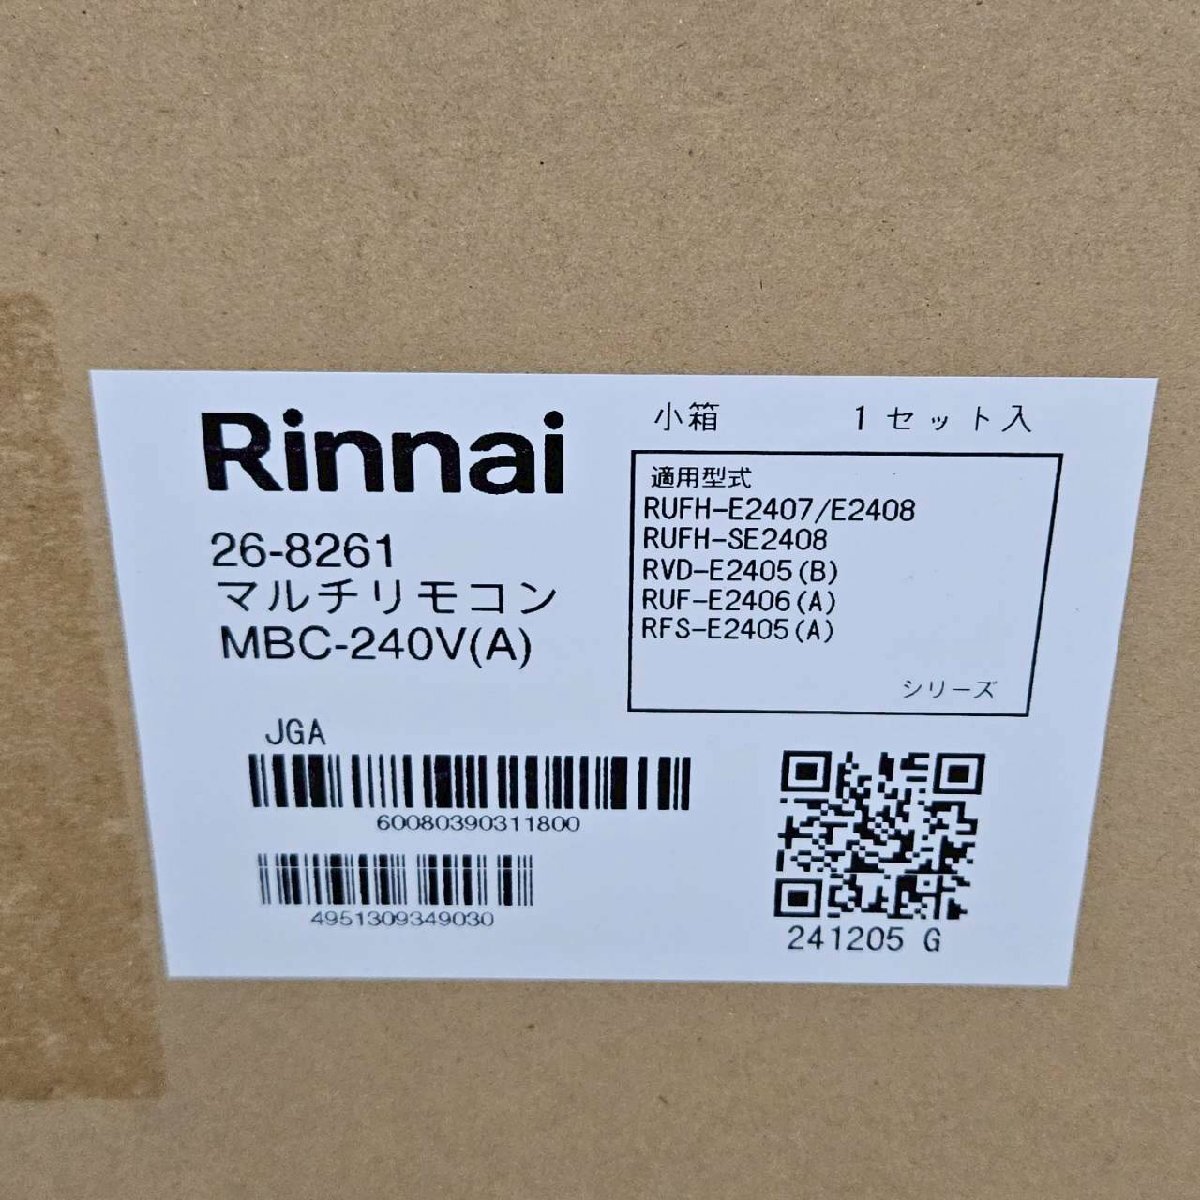 Rinnai
26-8261
マルチリモコン
MBC-240V(A)
小箱 1セット入
適用型式
RUFH-E2407/E2408
RUFH-SE2408
RVD-E2405(B)
RUF-E2406(A)
RFS-E2405(A)
シリーズ
JGA
60080390311800
4951309349030
241205 G